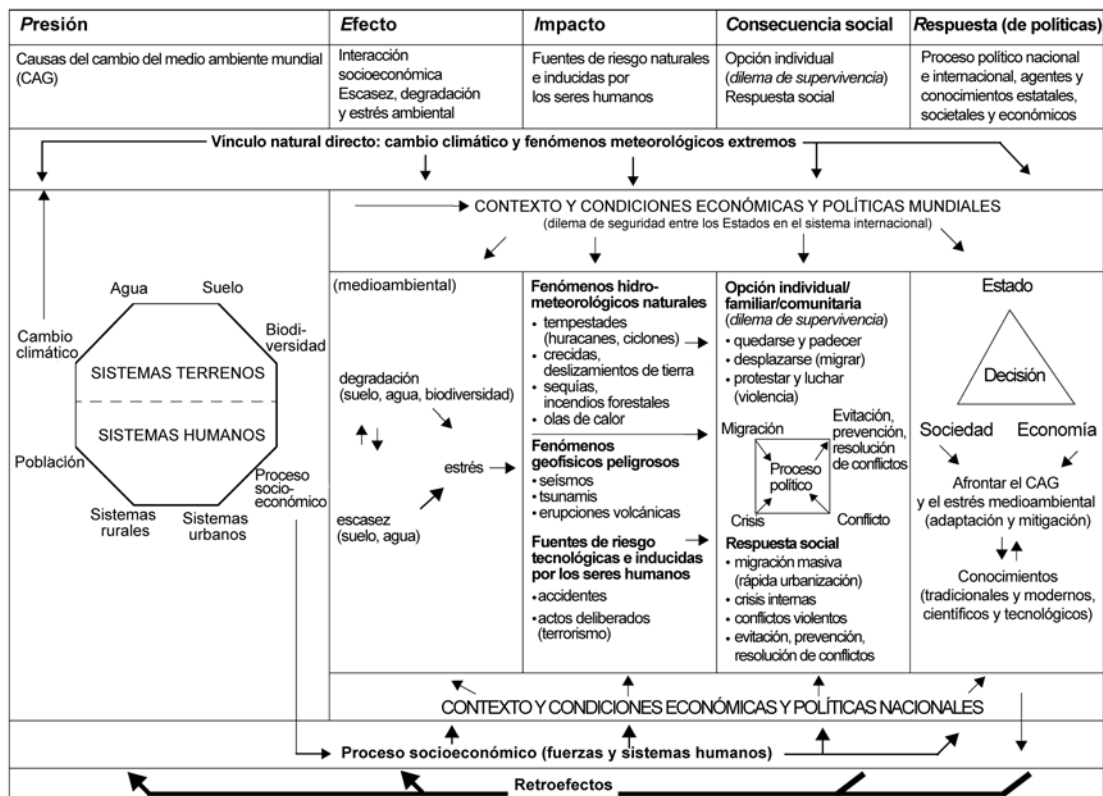 Presión
Causas del cambio del medio ambiente mundial
(CAG)
Efecto
Interacción
socioeconómica
Escasez, degradación
y estrés ambiental
Impacto
Fuentes de riesgo naturales
e inducidas por
los seres humanos
Consecuencia social
Opción individual
(dilema de supervivencia)
Respuesta social
Respuesta (de políticas)
Proceso político nacional
e internacional, agentes y
conocimientos estatales,
societales y económicos
Vínculo natural directo: cambio climático y fenómenos meteorológicos extremos
CONTEXTO Y CONDICIONES ECONÓMICAS Y POLÍTICAS MUNDIALES
(dilema de seguridad entre los Estados en el sistema internacional)
Agua
Suelo
Cambio
climático
Biodi-
versidad
SISTEMAS TERRENOS
SISTEMAS HUMANOS
Población
Proceso
socio-
económico
Sistemas
rurales
Sistemas
urbanos
(medioambiental)
degradación
(suelo, agua, biodiversidad)
estrés
escasez
(suelo, agua)
Fenómenos hidro-
meteorológicos naturales
• tempestades
(huracanes, ciclones)
• crecidas,
deslizamientos de tierra
• sequías,
incendios forestales
• olas de calor
Fenómenos
geofísicos peligrosos
• seísmos
• tsunamis
• erupciones volcánicas
Fuentes de riesgo
tecnológicas e inducidas
por los seres humanos
• accidentes
• actos deliberados
(terrorismo)
Opción individual/
familiar/comunitaria
(dilema de supervivencia)
• quedarse y padecer
• desplazarse (migrar)
• protestar y luchar
(violencia)
Migración
Evitación,
prevención,
resolución
de conflictos
Proceso
político
Crisis
Conflicto
Respuesta social
• migración masiva
(rápida urbanización)
• crisis internas
• conflictos violentos
• evitación, prevención,
resolución de conflictos
Estado
Decisión
Sociedad
Economía
Afrontar el CAG
y el estrés medioambiental
(adaptación y mitigación)
Conocimientos
(tradicionales y modernos,
científicos y tecnológicos)
CONTEXTO Y CONDICIONES ECONÓMICAS Y POLÍTICAS NACIONALES
Proceso socioeconómico (fuerzas y sistemas humanos)
Retroefectos